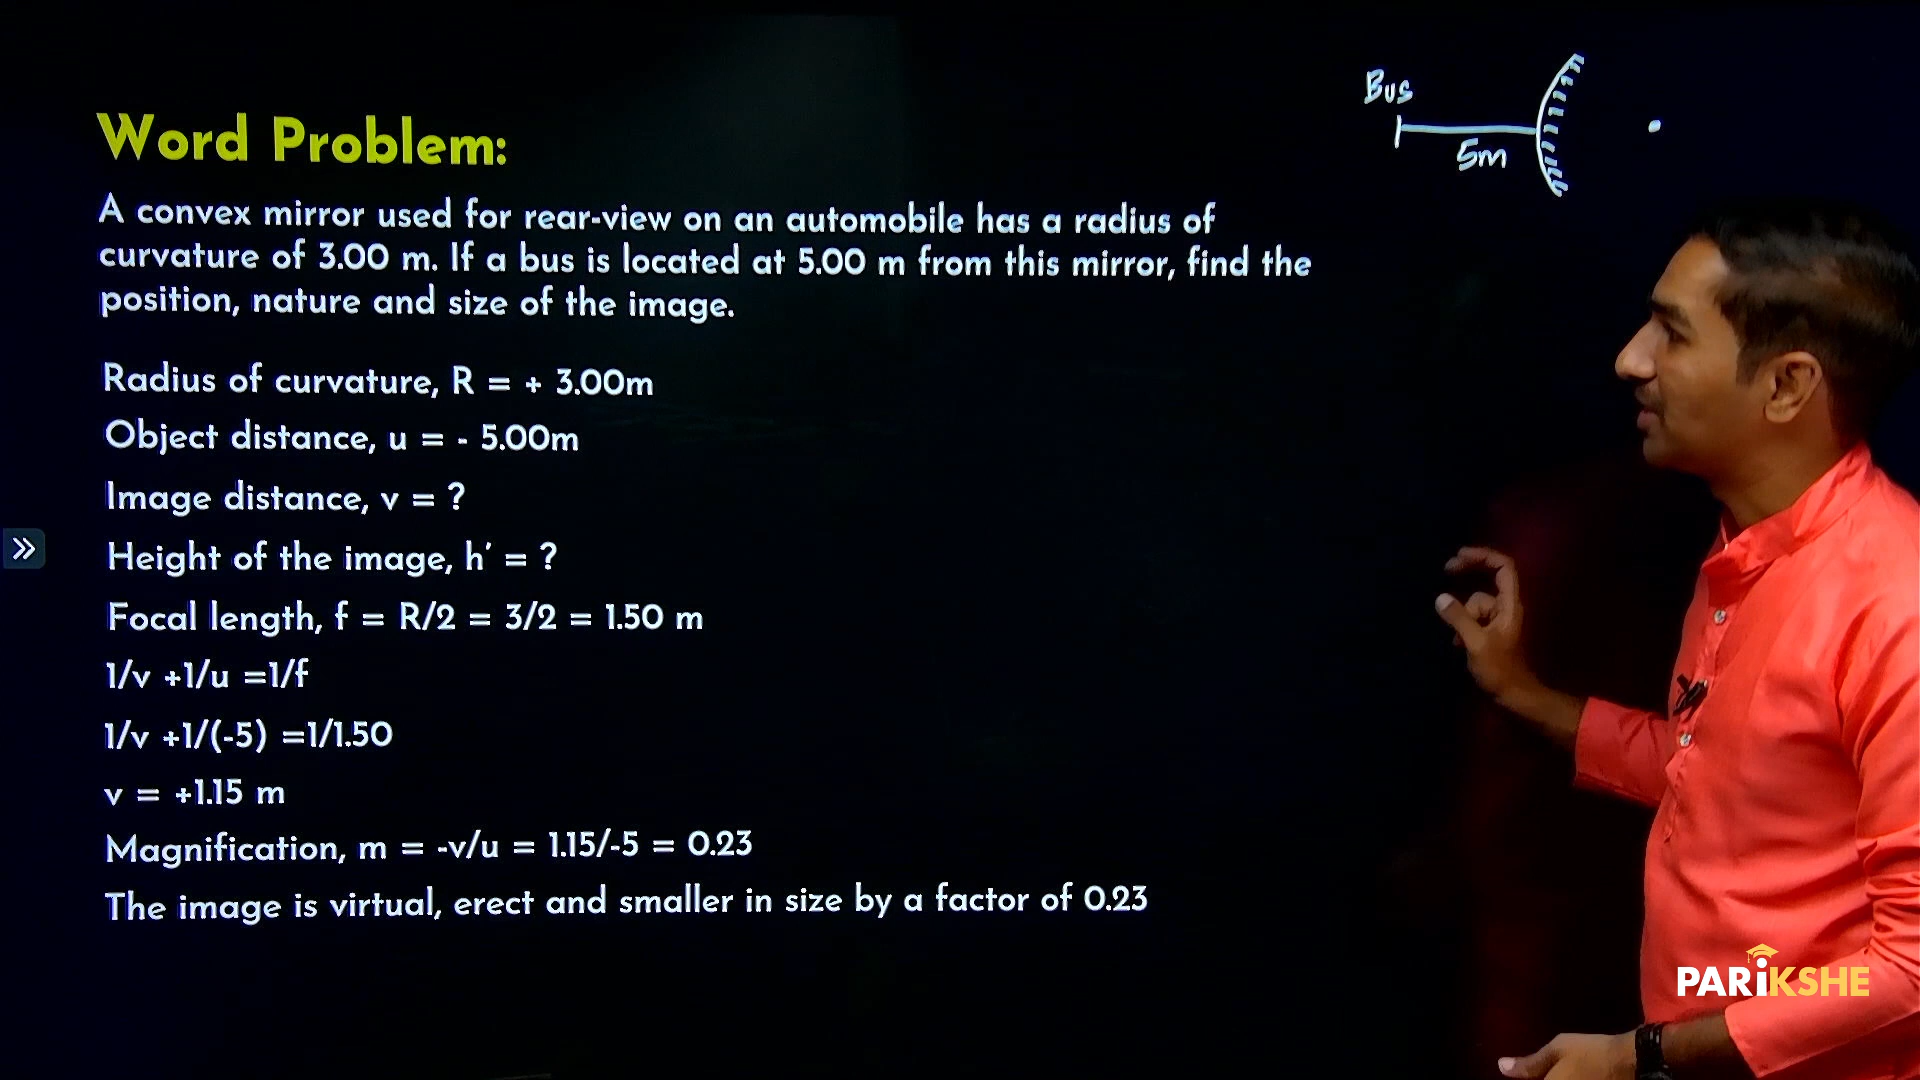 Bus
5m
Word Problem:
A convex mirror used for rear-view on an automobile has a radius of
curvature of 3.00 m. If a bus is located at 5.00 m from this mirror, find the
position, nature and size of the image.
Radius of curvature, R = + 3.00m
Object distance, u = - 5.00m
Image distance, v = ?
Height of the image, h′ = ?
Focal length, f = R/2 = 3/2 = 1.50 m
1/v +1/u =1/f
1/v +1/(-5) =1/1.50
v = +1.15 m
Magnification, m = -v/u = 1.15/-5 = 0.23
The image is virtual, erect and smaller in size by a factor of 0.23
PARiKSHE